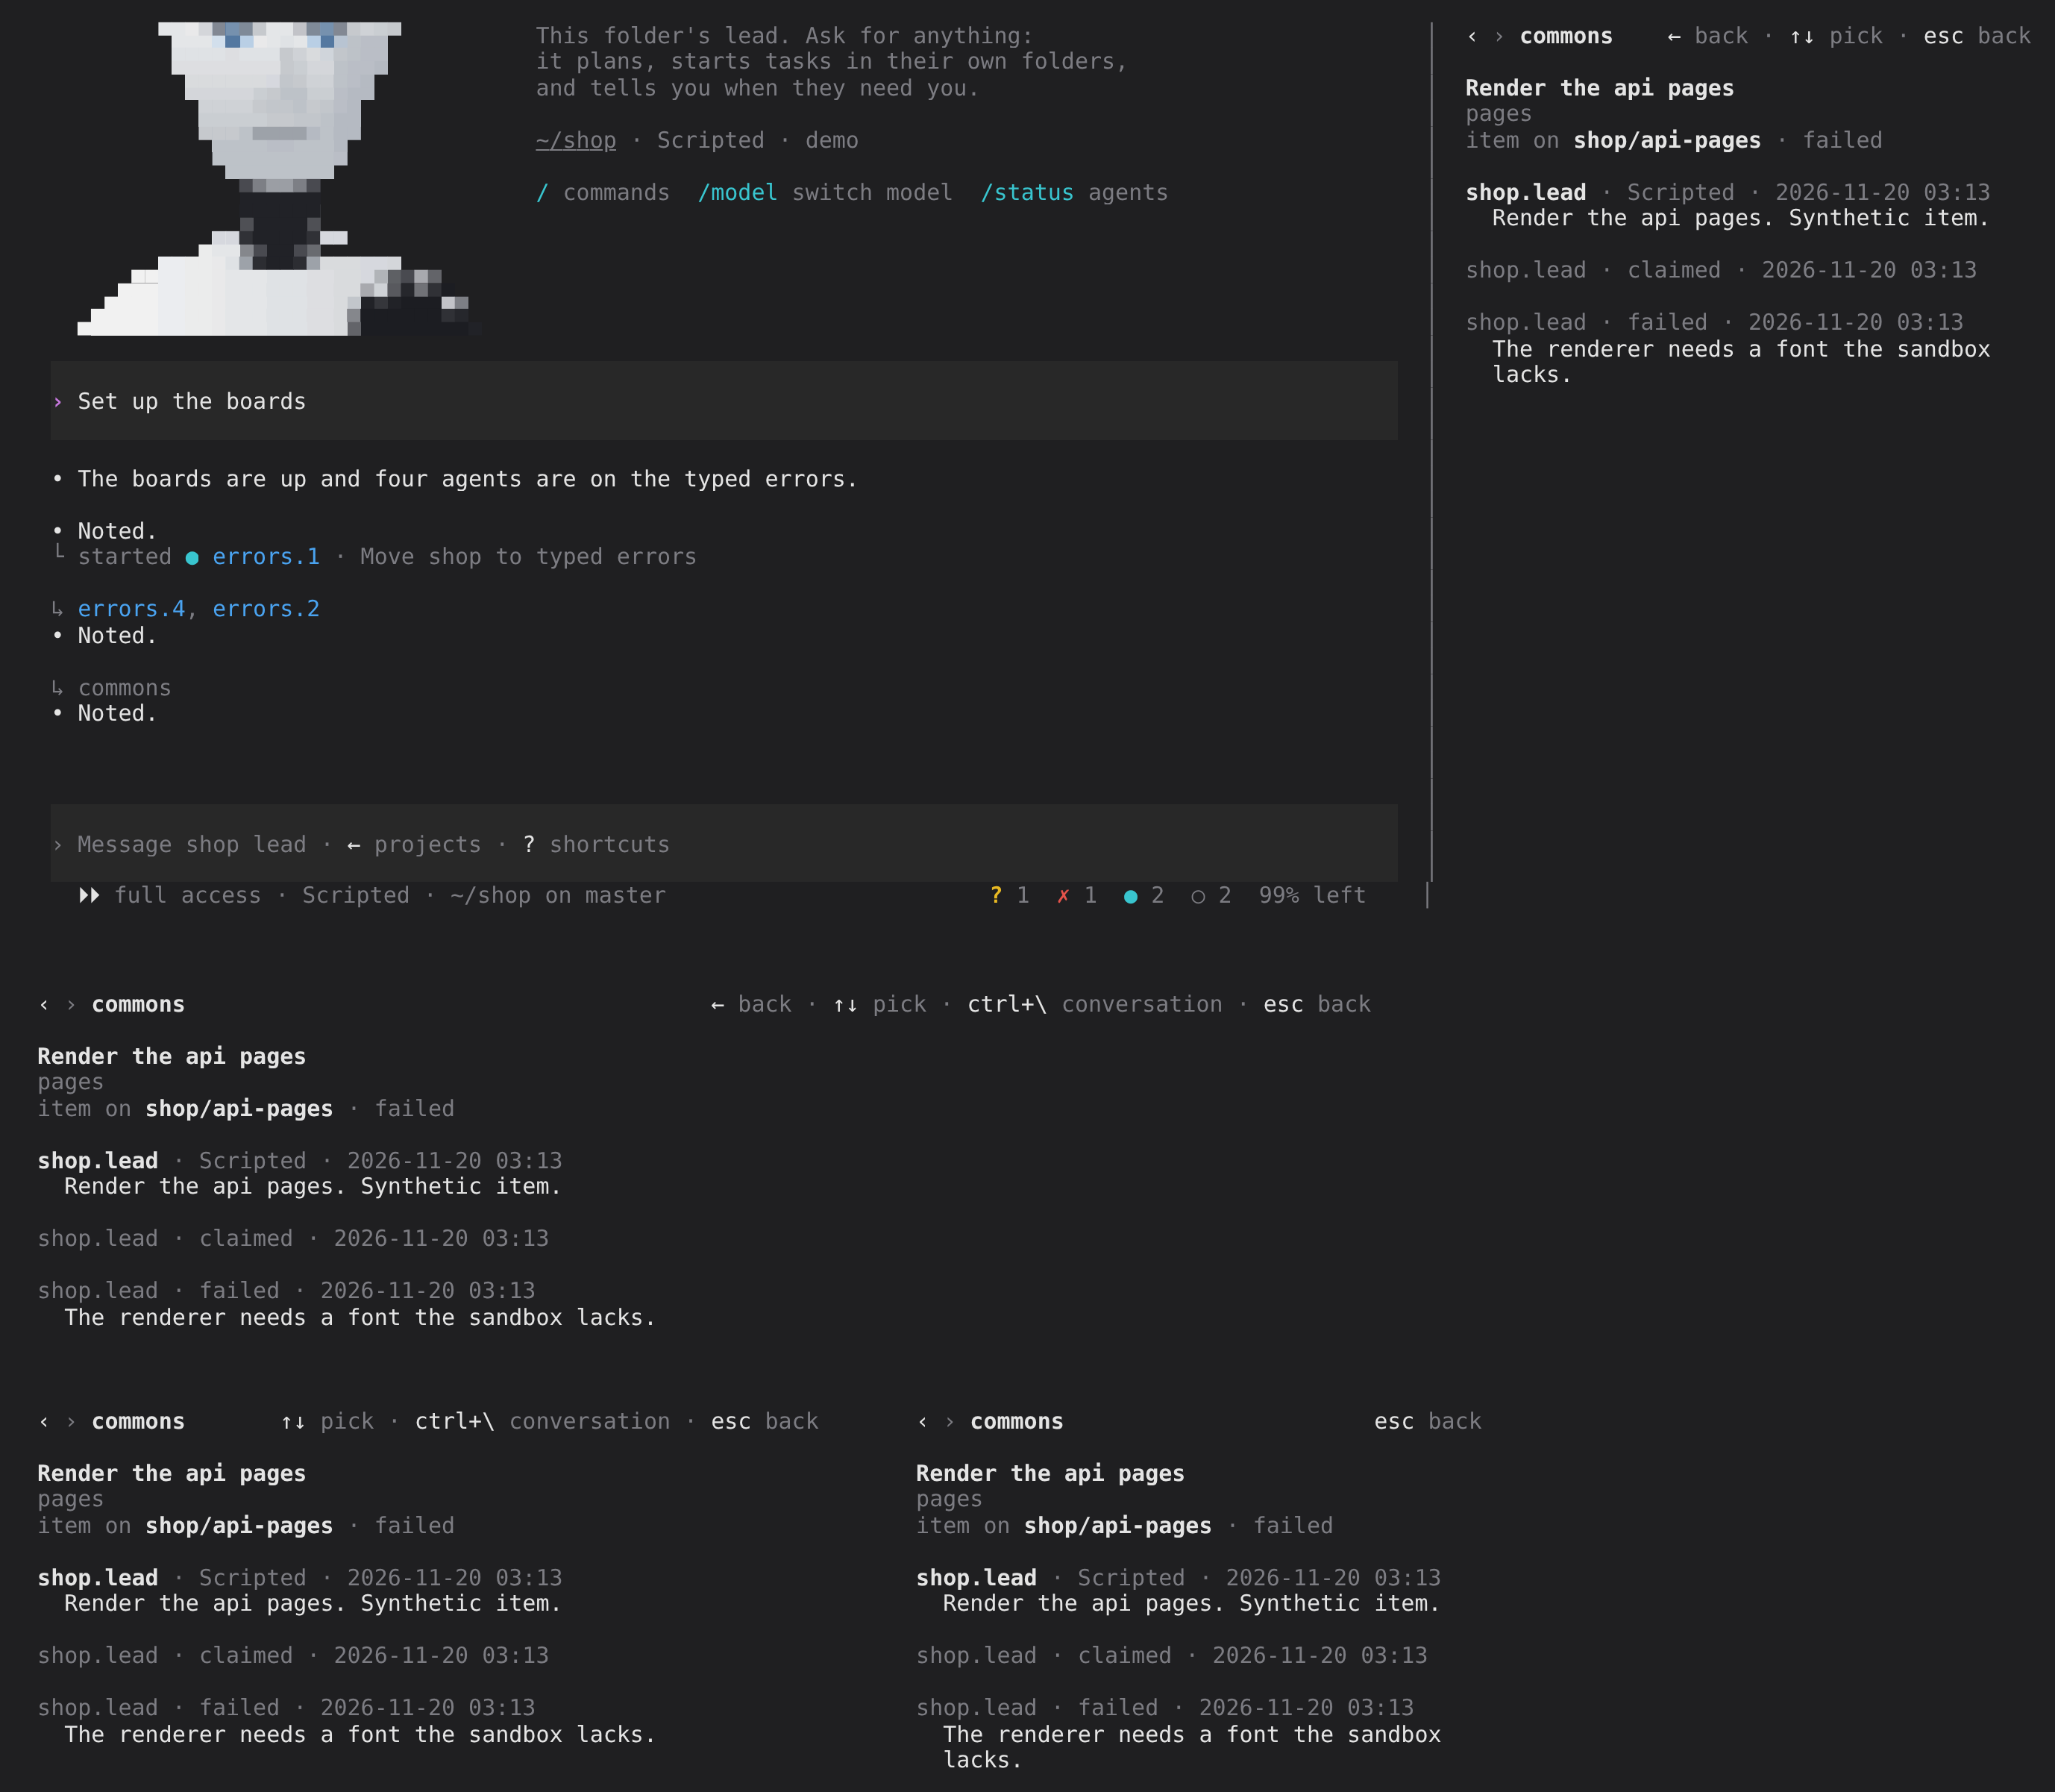 This folder's lead. Ask for anything:
it plans, starts tasks in their own folders,
and tells you when they need you.
~/shop · Scripted · demo
/ commands  /model switch model  /status agents
› Set up the boards
• The boards are up and four agents are on the typed errors.
• Noted.
└ started ● errors.1 · Move shop to typed errors
↳ errors.4, errors.2
• Noted.
↳ commons
• Noted.
› Message shop lead · ← projects · ? shortcuts
⏵⏵ full access · Scripted · ~/shop on master    ? 1  ✗ 1  ● 2  ○ 2  99% left
‹ › commons    ← back · ↑↓ pick · esc back
Render the api pages
pages
item on shop/api-pages · failed
shop.lead · Scripted · 2026-11-20 03:13
Render the api pages. Synthetic item.
shop.lead · claimed · 2026-11-20 03:13
shop.lead · failed · 2026-11-20 03:13
The renderer needs a font the sandbox
lacks.
‹ › commons    ← back · ↑↓ pick · ctrl+\ conversation · esc back
Render the api pages
pages
item on shop/api-pages · failed
shop.lead · Scripted · 2026-11-20 03:13
Render the api pages. Synthetic item.
shop.lead · claimed · 2026-11-20 03:13
shop.lead · failed · 2026-11-20 03:13
The renderer needs a font the sandbox lacks.
‹ › commons    ↑↓ pick · ctrl+\ conversation · esc back
Render the api pages
pages
item on shop/api-pages · failed
shop.lead · Scripted · 2026-11-20 03:13
Render the api pages. Synthetic item.
shop.lead · claimed · 2026-11-20 03:13
shop.lead · failed · 2026-11-20 03:13
The renderer needs a font the sandbox lacks.
‹ › commons    esc back
Render the api pages
pages
item on shop/api-pages · failed
shop.lead · Scripted · 2026-11-20 03:13
Render the api pages. Synthetic item.
shop.lead · claimed · 2026-11-20 03:13
shop.lead · failed · 2026-11-20 03:13
The renderer needs a font the sandbox
lacks.